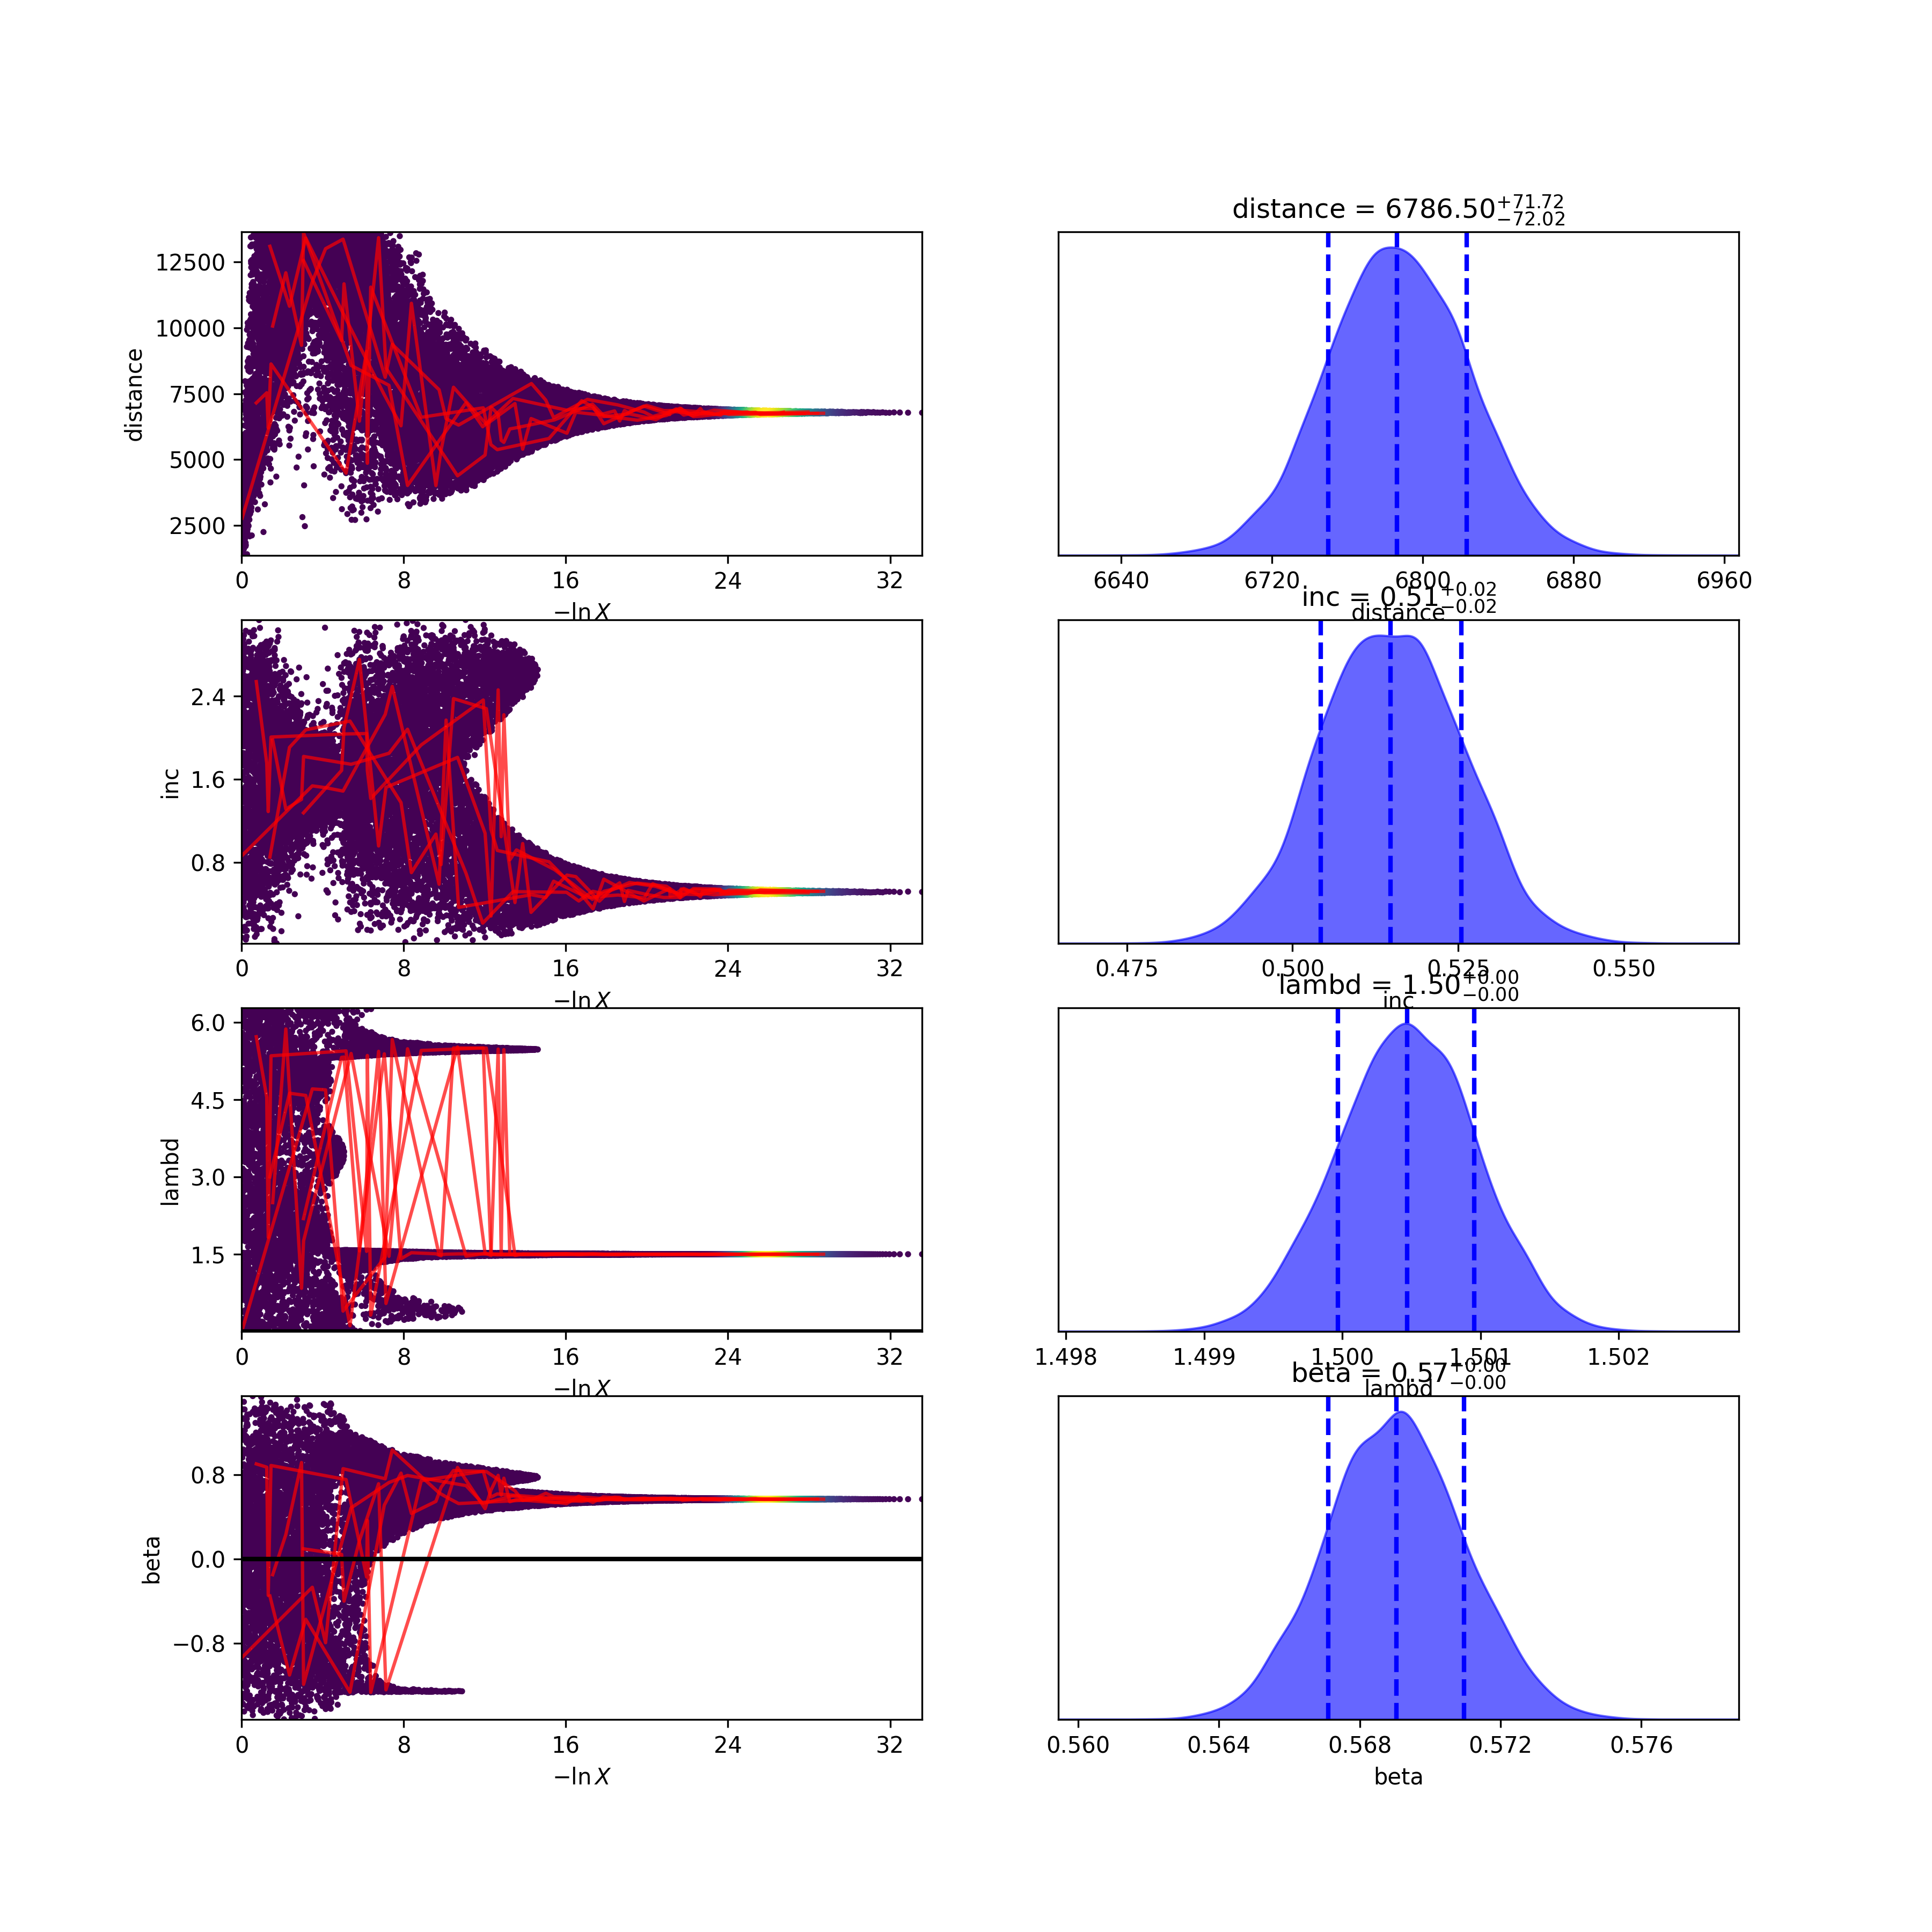 distance = 6786.50+71.72
−72.02
12500
10000
7500
5000
2500
distance
0 8 16 24 32
−ln X
6640 6720 6800 6880 6960
distance
inc = 0.51+0.02
−0.02
2.4
1.6
0.8
inc
0 8 16 24 32
−ln X
0.475 0.500 0.525 0.550
inc
lambd = 1.50+0.00
−0.00
6.0
4.5
3.0
1.5
lambd
0 8 16 24 32
−ln X
1.498 1.499 1.500 1.501 1.502
lambd
beta = 0.57+0.00
−0.00
0.8
0.0
−0.8
beta
0 8 16 24 32
−ln X
0.560 0.564 0.568 0.572 0.576
beta